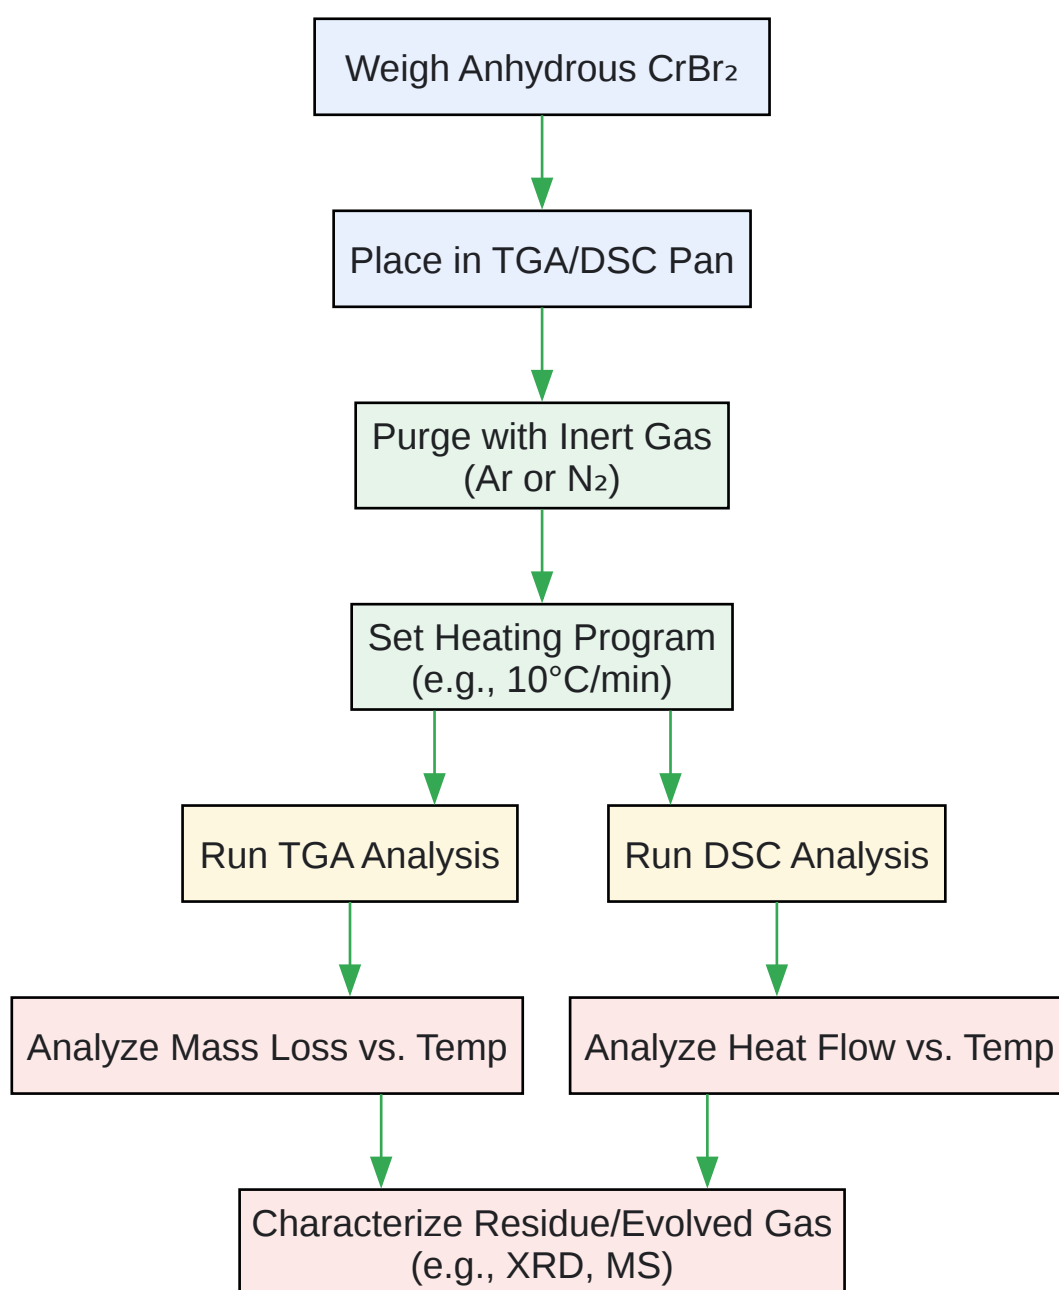 Weigh Anhydrous CrBr₂
Place in TGA/DSC Pan
Purge with Inert Gas
(Ar or N₂)
Set Heating Program
(e.g., 10°C/min)
Run TGA Analysis
Run DSC Analysis
Analyze Mass Loss vs. Temp
Analyze Heat Flow vs. Temp
Characterize Residue/Evolved Gas
(e.g., XRD, MS)